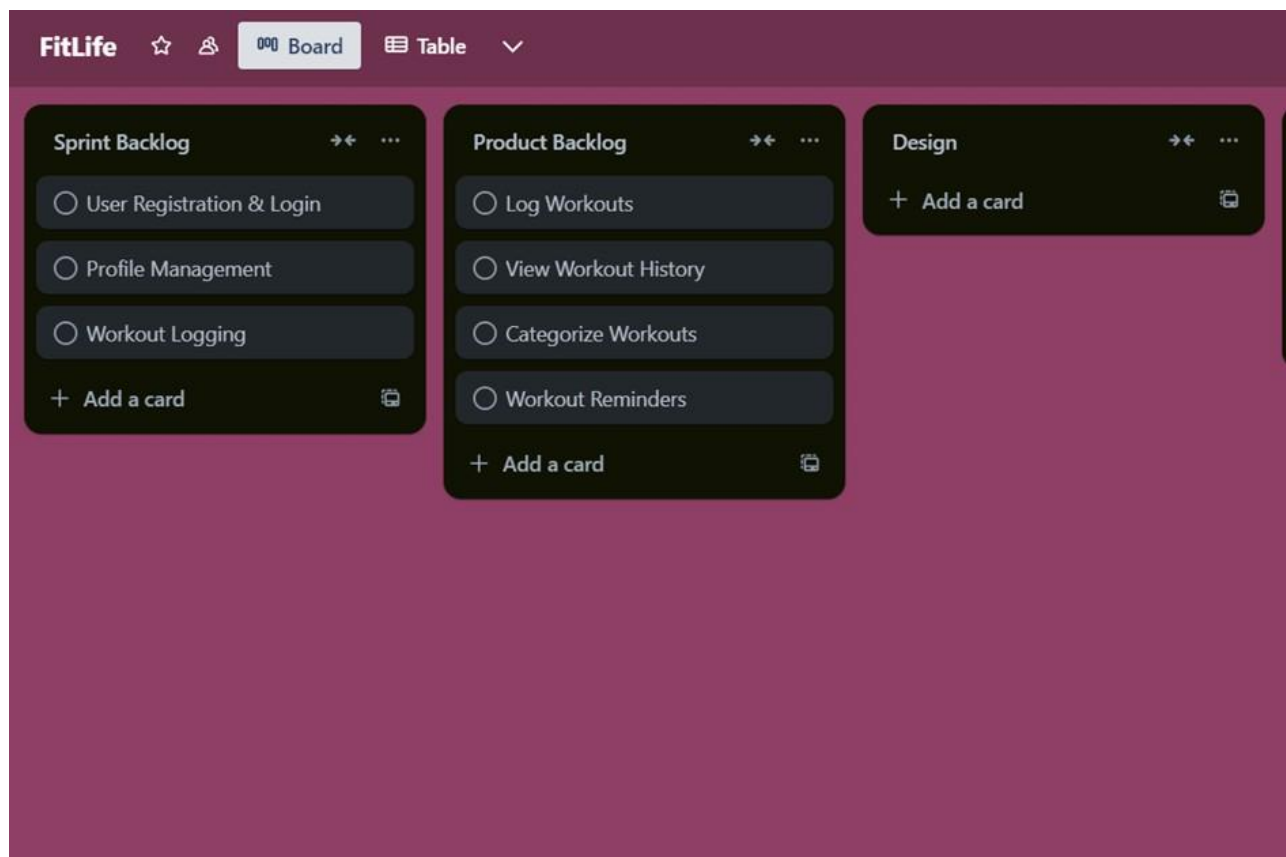 FitLife
Board
Table
Sprint Backlog
User Registration & Login
Profile Management
Workout Logging
+ Add a card
Product Backlog
Log Workouts
View Workout History
Categorize Workouts
Workout Reminders
+ Add a card
Design
+ Add a card